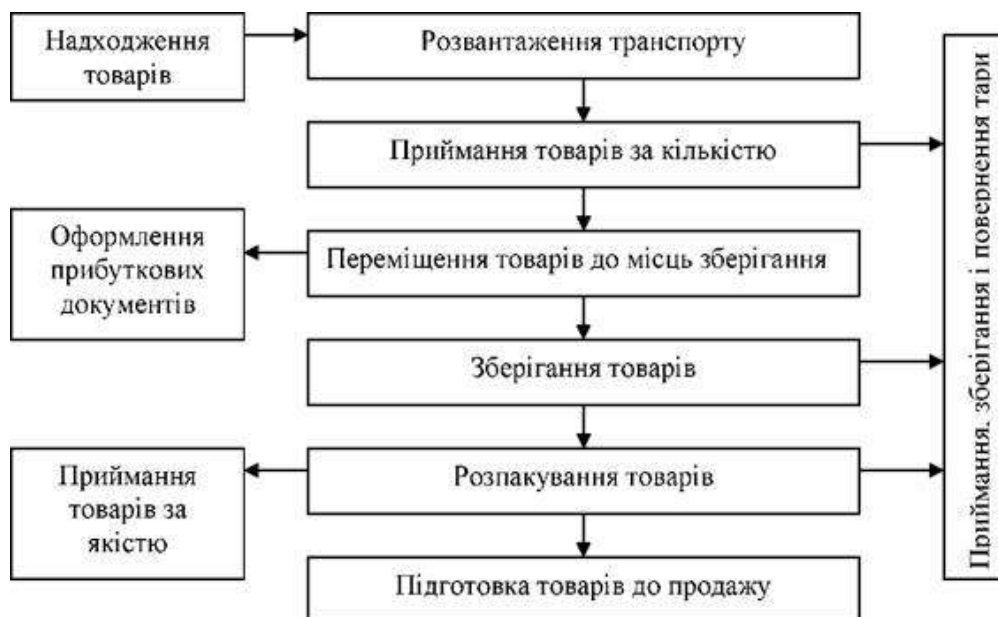 Надходження
товарів
Розвантаження транспорту
Приймання товарів за кількістю
Оформлення
прибуткових
документів
Переміщення товарів до місць зберігання
Зберігання товарів
Приймання
товарів за
якістю
Розпакування товарів
Підготовка товарів до продажу
Приймання, зберігання і повернення тари